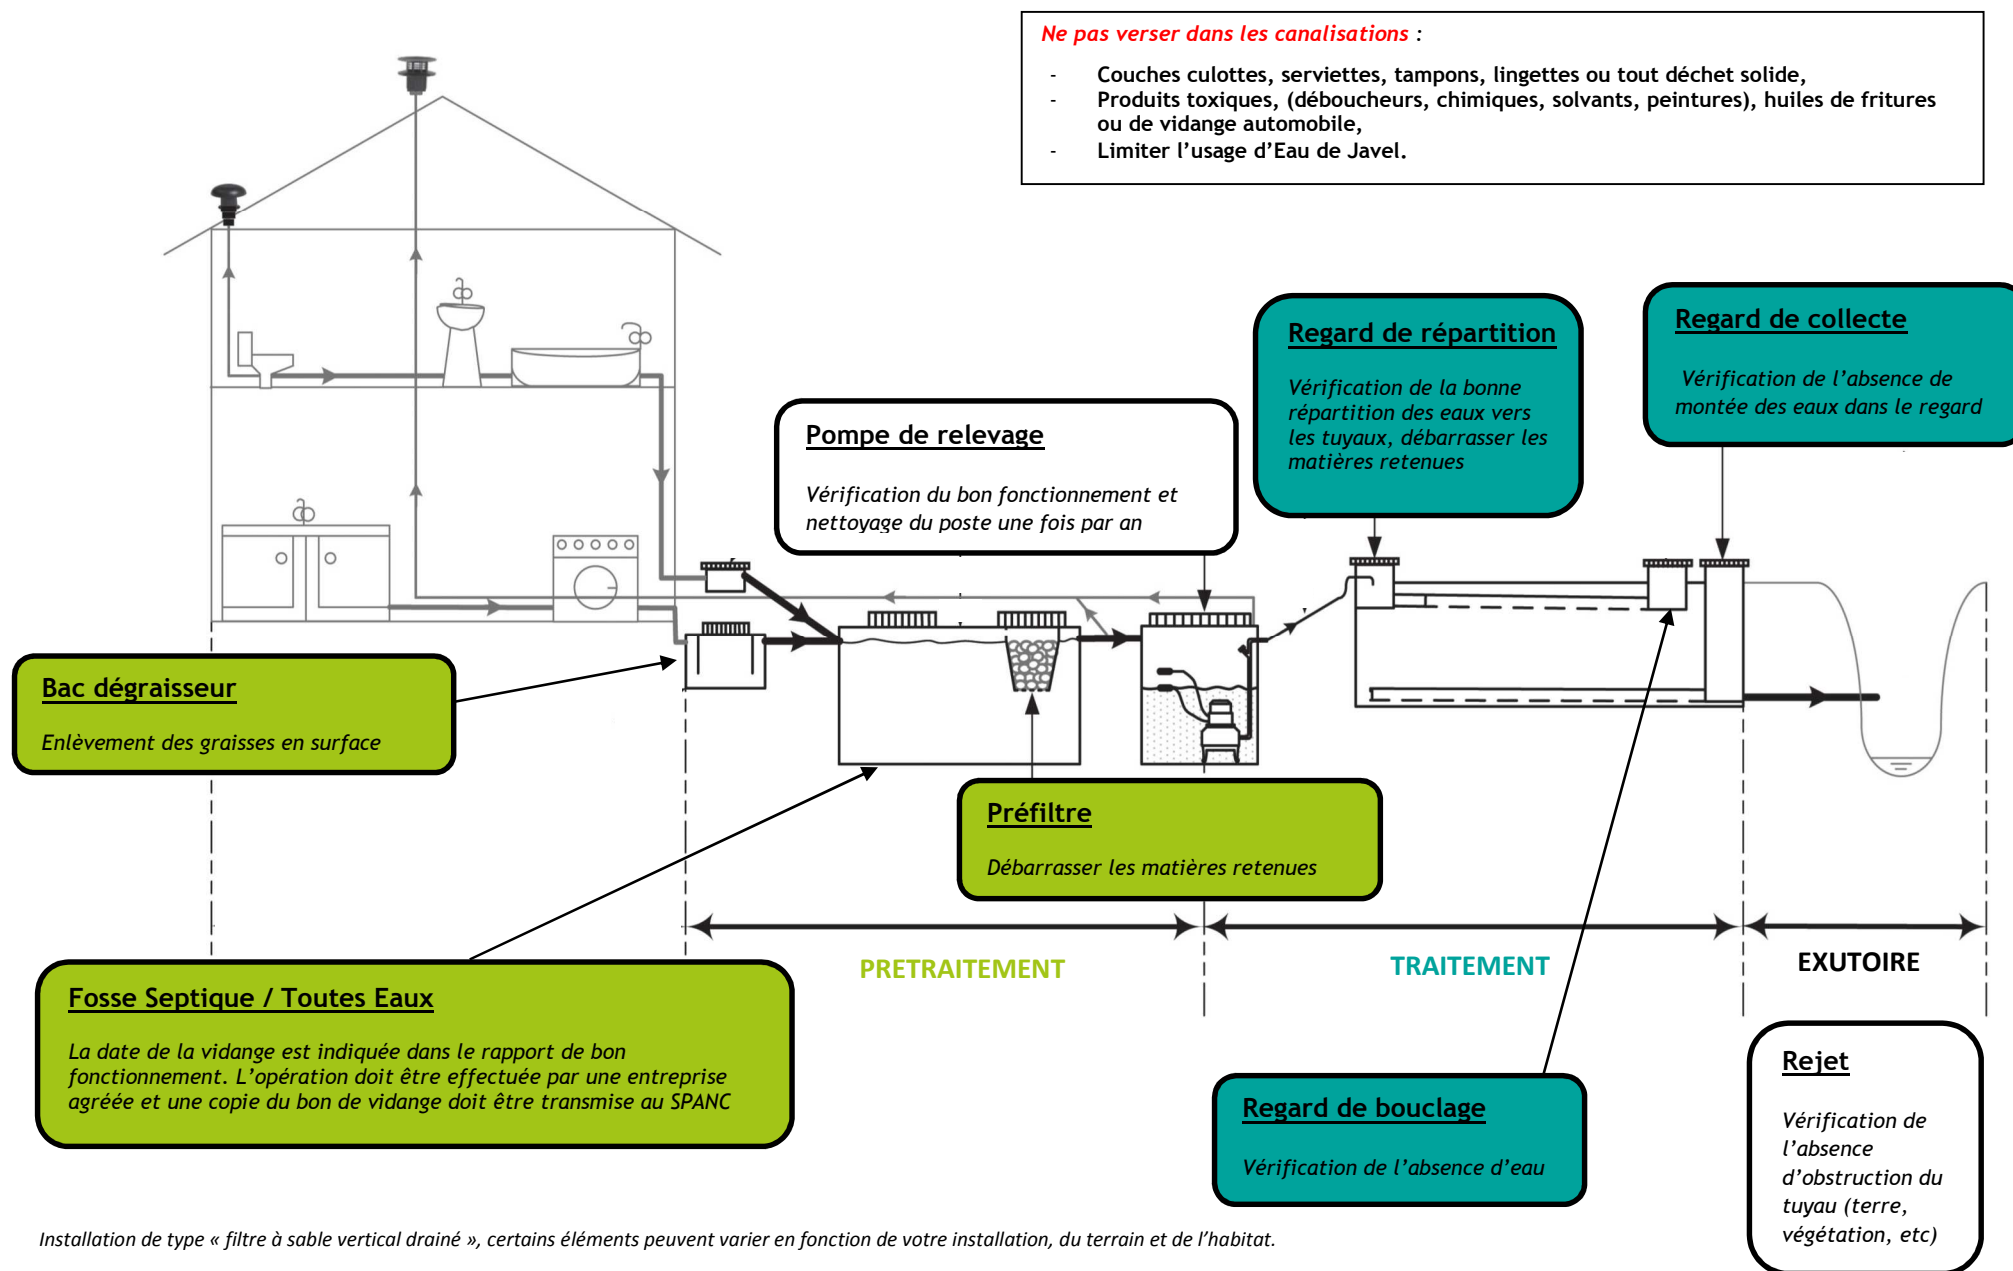 Ne pas verser dans les canalisations :
- Couches culottes, serviettes, tampons, lingettes ou tout déchet solide,
- Produits toxiques, (déboucheurs, chimiques, solvants, peintures), huiles de fritures
ou de vidange automobile,
- Limiter l’usage d’Eau de Javel.
Regard de répartition
Vérification de la bonne
répartition des eaux vers
les tuyaux, débarrasser les
matières retenues
Regard de collecte
Vérification de l’absence de
montée des eaux dans le regard
Pompe de relevage
Vérification du bon fonctionnement et
nettoyage du poste une fois par an
Bac dégraisseur
Enlèvement des graisses en surface
Préfiltre
Débarrasser les matières retenues
PRETRAITEMENT
TRAITEMENT
EXUTOIRE
Fosse Septique / Toutes Eaux
La date de la vidange est indiquée dans le rapport de bon
fonctionnement. L’opération doit être effectuée par une entreprise
agréée et une copie du bon de vidange doit être transmise au SPANC
Regard de bouclage
Vérification de l’absence d’eau
Rejet
Vérification de
l’absence
d’obstruction du
tuyau (terre,
végétation, etc)
Installation de type « filtre à sable vertical drainé », certains éléments peuvent varier en fonction de votre installation, du terrain et de l’habitat.